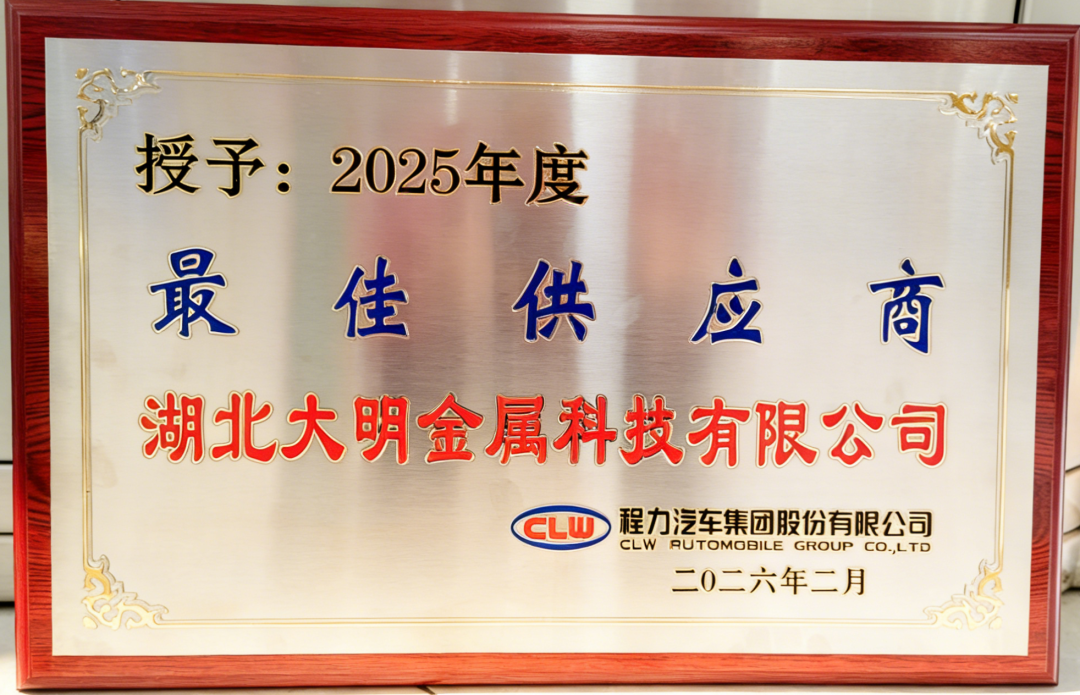 授予：2025年度
最佳供应商
湖北大明金属科技有限公司
CLW 程力汽车集团股份有限公司
CLW AUTOMOBILE GROUP CO.,LTD
二〇二六年二月